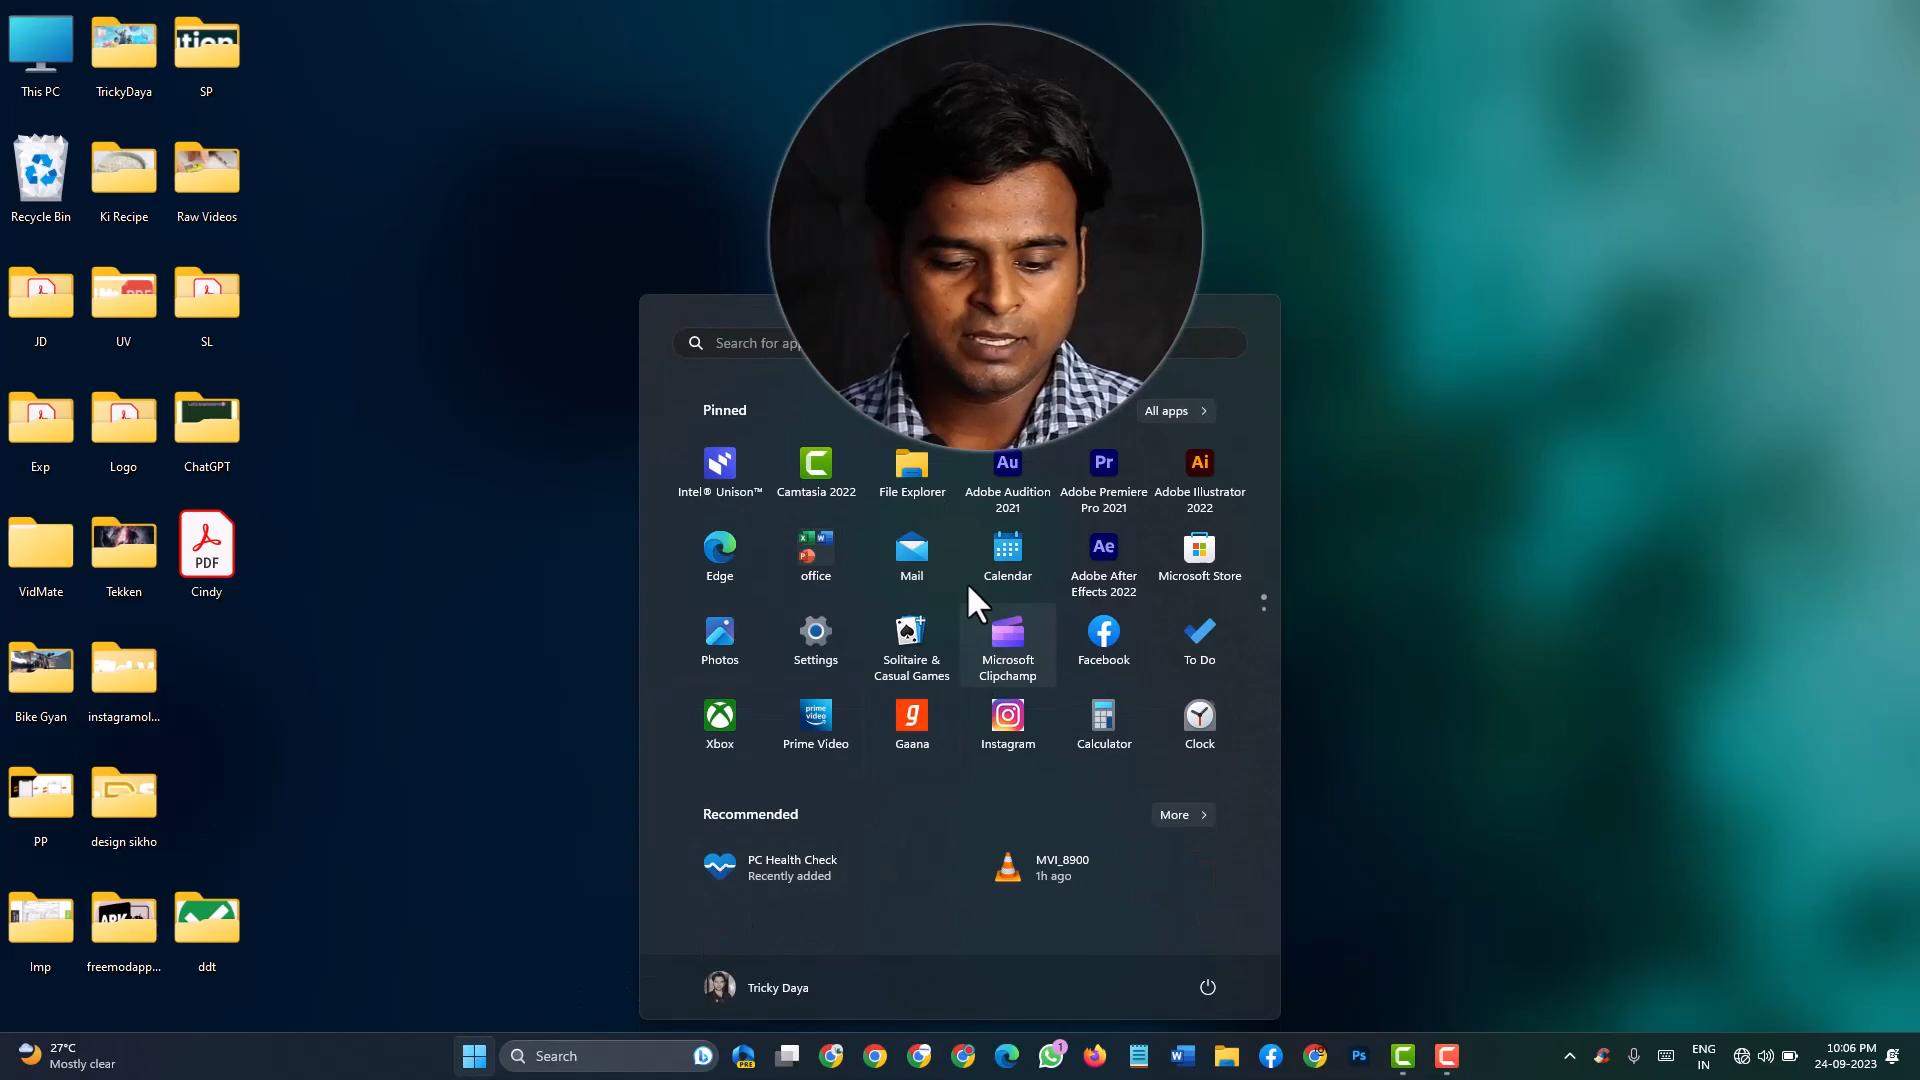 This PC
TrickyDaya
SP
Recycle Bin
Ki Recipe
Raw Videos
JD
UV
SL
Exp
Logo
ChatGPT
VidMate
Tekken
PDF
Cindy
Bike Gyan
instagramol...
PP
design sikho
Imp
freemodapp...
ddt
Search for app
Pinned
All apps
Intel® Unison™
Camtasia 2022
File Explorer
Au
Adobe Audition
2021
Pr
Adobe Premiere
Pro 2021
Ai
Adobe Illustrator
2022
Edge
office
Mail
Calendar
Ae
Adobe After
Effects 2022
Microsoft Store
Photos
Settings
Solitaire &
Casual Games
Microsoft
Clipchamp
Facebook
To Do
Xbox
prime
video
Prime Video
Gaana
Instagram
Calculator
Clock
Recommended
More
PC Health Check
Recently added
MVI_8900
1h ago
Tricky Daya
27°C
Mostly clear
Search
PRE
1
Ps
ENG
IN
10:06 PM
24-09-2023